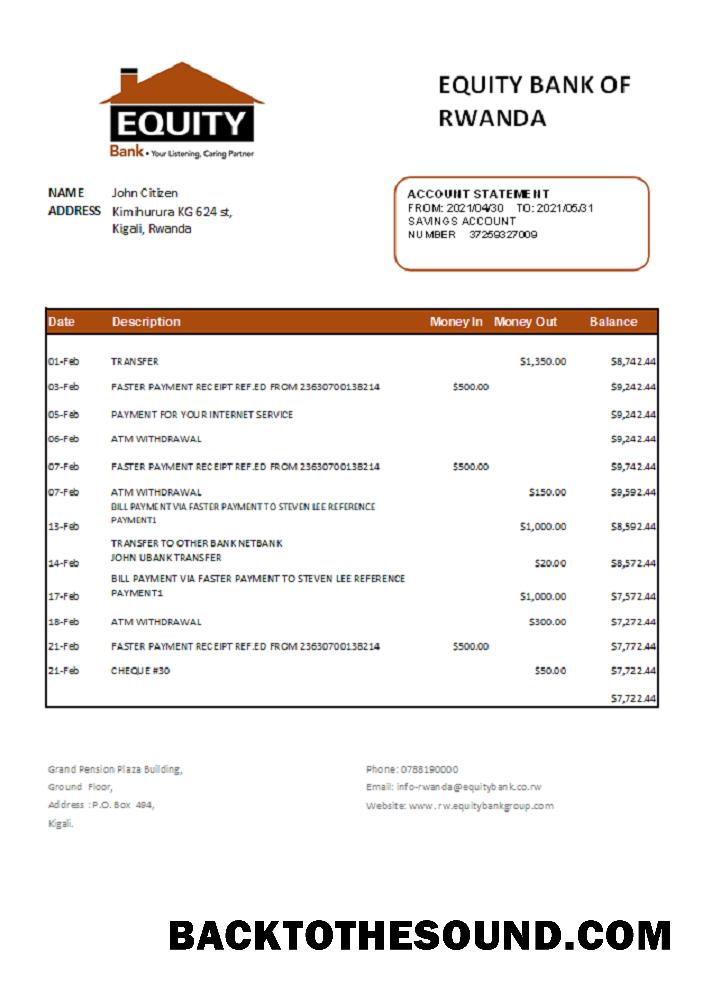 EQUITY
Bank • Your Listening, Caring Partner
EQUITY BANK OF
RWANDA
NAME John Citizen
ADDRESS Kimihurura KG 624 st,
Kigali, Rwanda
ACCOUNT STATEMENT
FROM: 2021/04/30 TO: 2021/05/31
SAVINGS ACCOUNT
NUMBER 37259327009
Date Description Money In Money Out Balance
01-Feb TRANSFER $1,350.00 $8,742.44
03-Feb FASTER PAYMENT RECEIPT REF.ED FROM 23630700138214 $500.00 $9,242.44
05-Feb PAYMENT FOR YOUR INTERNET SERVICE $9,242.44
06-Feb ATM WITHDRAWAL $9,242.44
07-Feb FASTER PAYMENT RECEIPT REF.ED FROM 23630700138214 $500.00 $9,742.44
07-Feb ATM WITHDRAWAL $150.00 $9,592.44
BILL PAYMENT VIA FASTER PAYMENT TO STEVEN LEE REFERENCE
PAYMENT1
13-Feb $1,000.00 $8,592.44
TRANSFER TO OTHER BANK NETBANK
JOHN UBANK TRANSFER
14-Feb $20.00 $8,572.44
BILL PAYMENT VIA FASTER PAYMENT TO STEVEN LEE REFERENCE
PAYMENT1
17-Feb $1,000.00 $7,572.44
18-Feb ATM WITHDRAWAL $300.00 $7,272.44
21-Feb FASTER PAYMENT RECEIPT REF.ED FROM 23630700138214 $500.00 $7,772.44
21-Feb CHEQUE #30 $50.00 $7,722.44
$7,722.44
Grand Pension Plaza Building,
Ground Floor,
Address : P.O. Box 494,
Kigali.
Phone: 0788190000
Email: info-rwanda@equitybank.co.rw
Website: www.rw.equitybankgroup.com
BACKTOTHESOUND.COM